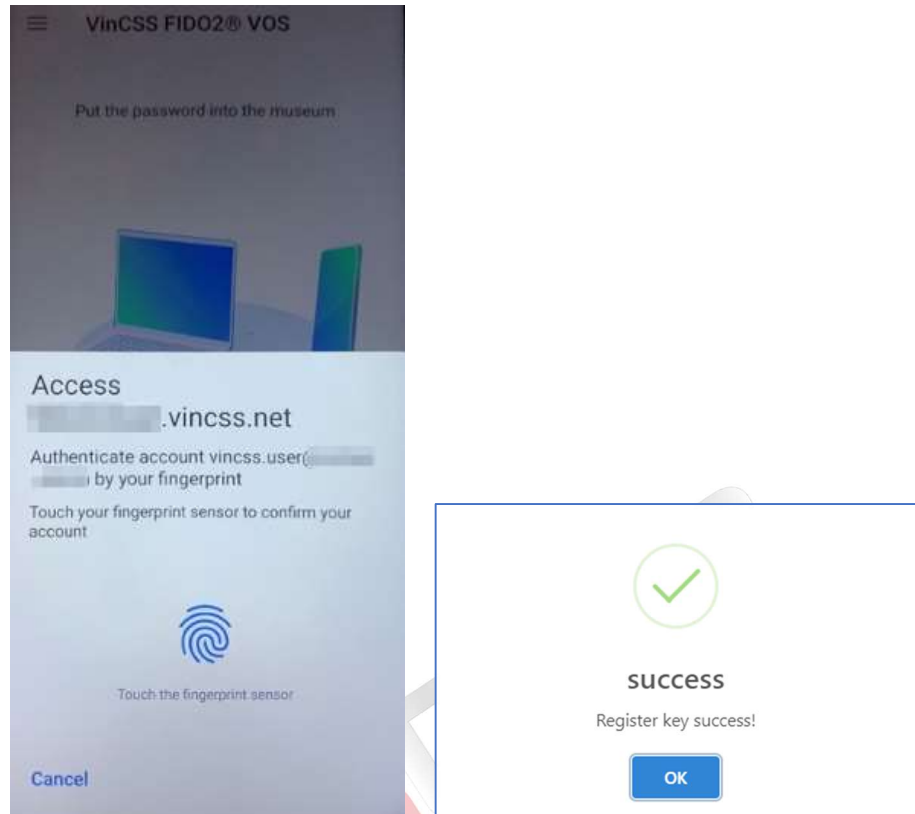 VinCSS FIDO2® VOS
Put the password into the museum
Access
.vincss.net
Authenticate account vincss.user(
) by your fingerprint
Touch your fingerprint sensor to confirm your
account
Touch the fingerprint sensor
Cancel
success
Register key success!
OK